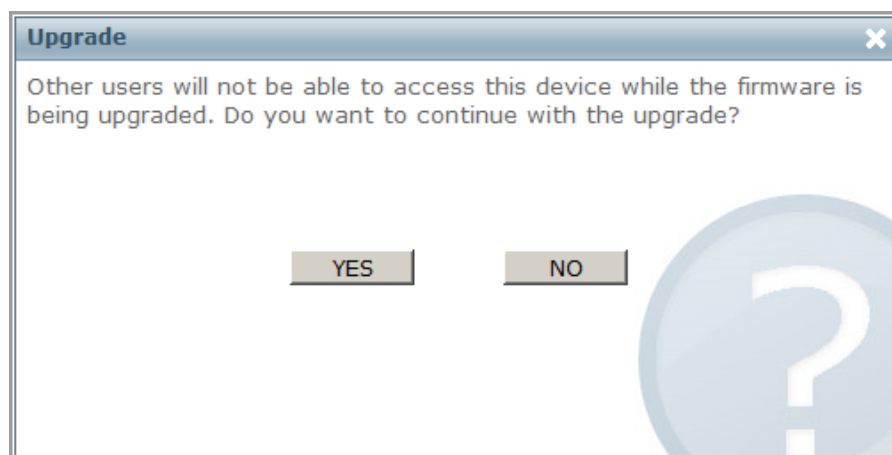 Upgrade
Other users will not be able to access this device while the firmware is
being upgraded. Do you want to continue with the upgrade?
YES NO
?